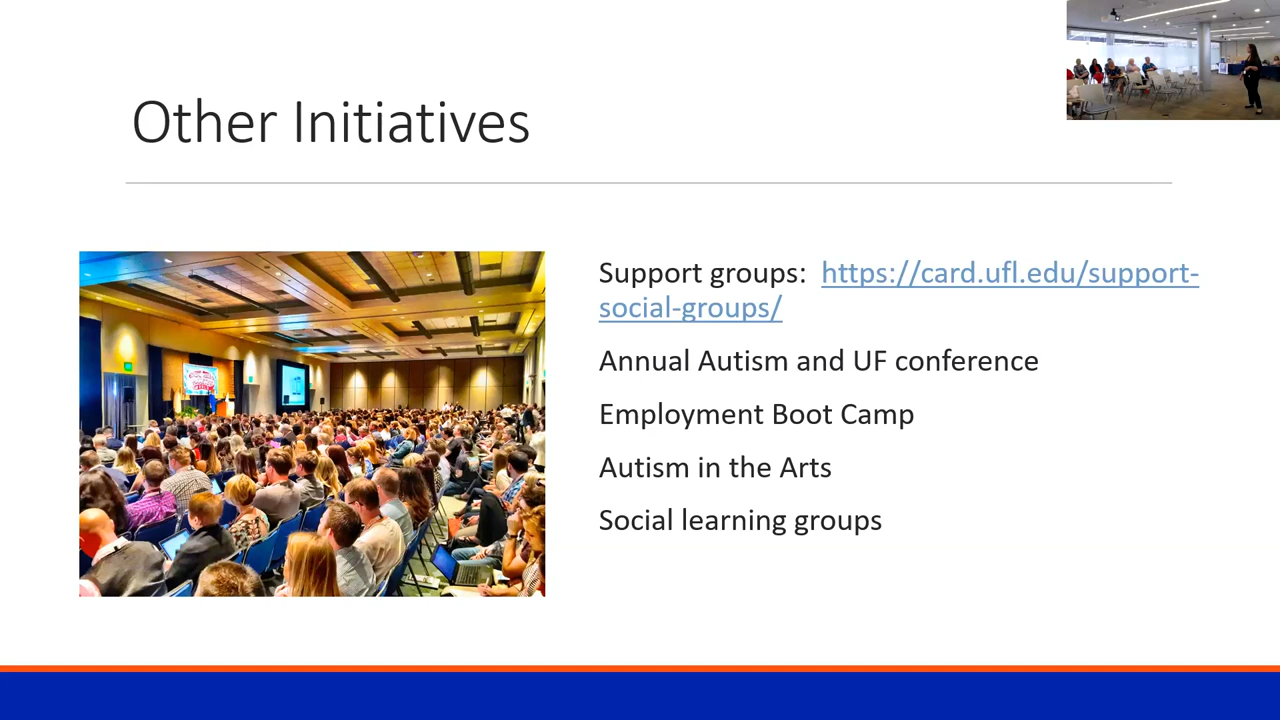 Other Initiatives
Support groups: https://card.ufl.edu/support-
social-groups/
Annual Autism and UF conference
Employment Boot Camp
Autism in the Arts
Social learning groups